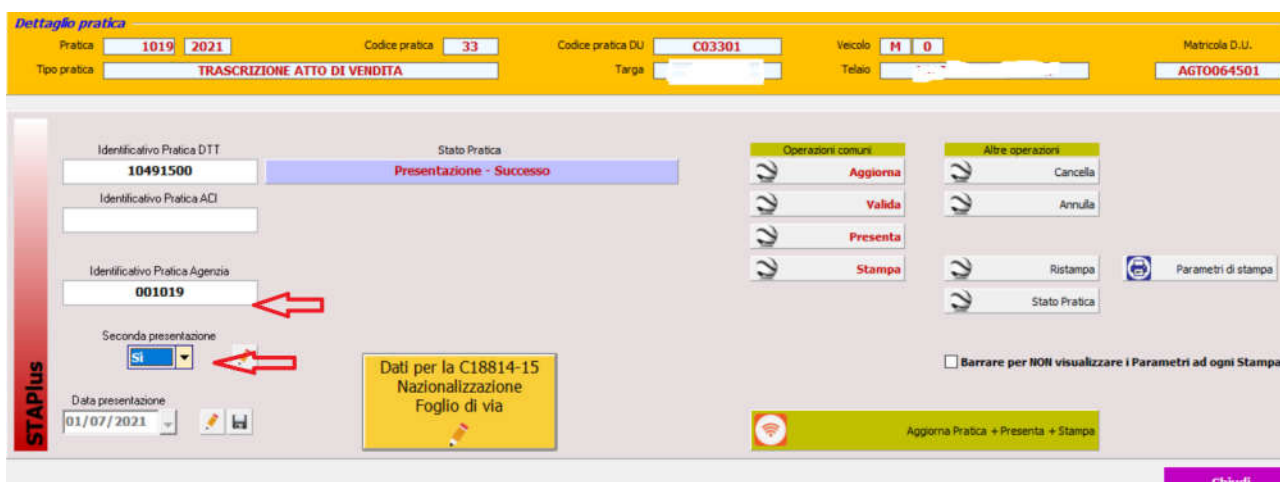 Dettaglio pratica
Pratica 1019 2021 Codice pratica 33 Codice pratica DU C03301 Veicolo M 0 Matricola D.U.
Tipo pratica TRASCRIZIONE ATTO DI VENDITA Targa Telaio AGTO064501
Identificativo Pratica DTT Stato Pratica Operazioni comuni Altre operazioni
10491500 Presentazione - Successo Aggiorna Cancella
Identificativo Pratica ACI Valida Annulla
Presenta
Identificativo Pratica Agenzia Stampa Ristampa Parametri di stampa
001019 Stato Pratica
Seconda presentazione
Si
Barrare per NON visualizzare i Parametri ad ogni Stampa
Dati per la C18814-15
Nazionalizzazione
Foglio di via
Data presentazione
01/07/2021
Aggiorna Pratica + Presenta + Stampa
STAPlus
Chiudi